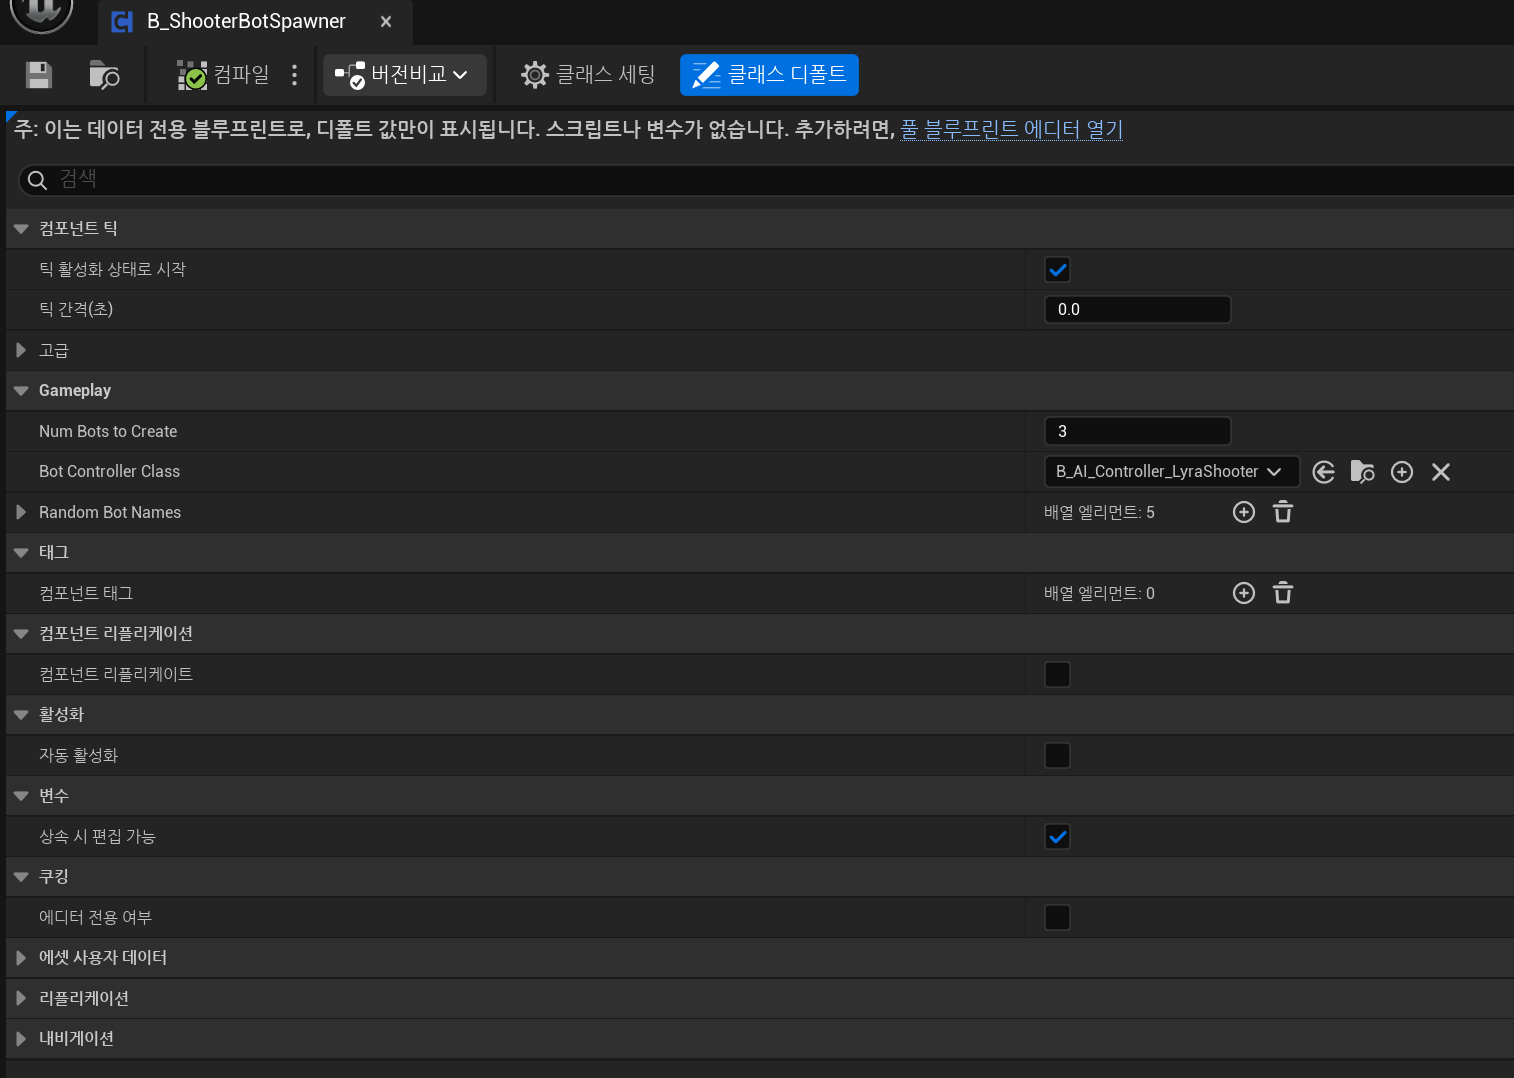 B_ShooterBotSpawner
컴파일
버전비교
클래스 세팅
클래스 디폴트
주: 이는 데이터 전용 블루프린트로, 디폴트 값만이 표시됩니다. 스크립트나 변수가 없습니다. 추가하려면, 풀 블루프린트 에디터 열기
검색
컴포넌트 틱
틱 활성화 상태로 시작
틱 간격(초) 0.0
고급
Gameplay
Num Bots to Create 3
Bot Controller Class B_AI_Controller_LyraShooter
Random Bot Names 배열 엘리먼트: 5
태그
컴포넌트 태그 배열 엘리먼트: 0
컴포넌트 리플리케이션
컴포넌트 리플리케이트
활성화
자동 활성화
변수
상속 시 편집 가능
쿠킹
에디터 전용 여부
에셋 사용자 데이터
리플리케이션
내비게이션